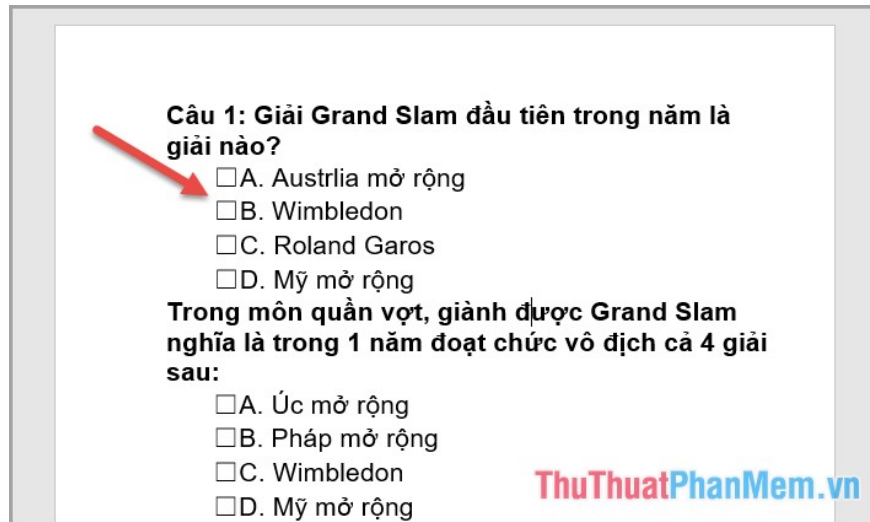 Câu 1: Giải Grand Slam đầu tiên trong năm là
giải nào?
☐A. Austrlia mở rộng
☐B. Wimbledon
☐C. Roland Garos
☐D. Mỹ mở rộng
Trong môn quần vợt, giành được Grand Slam
nghĩa là trong 1 năm đoạt chức vô địch cả 4 giải
sau:
☐A. Úc mở rộng
☐B. Pháp mở rộng
☐C. Wimbledon
☐D. Mỹ mở rộng
ThuThuatPhanMem.vn